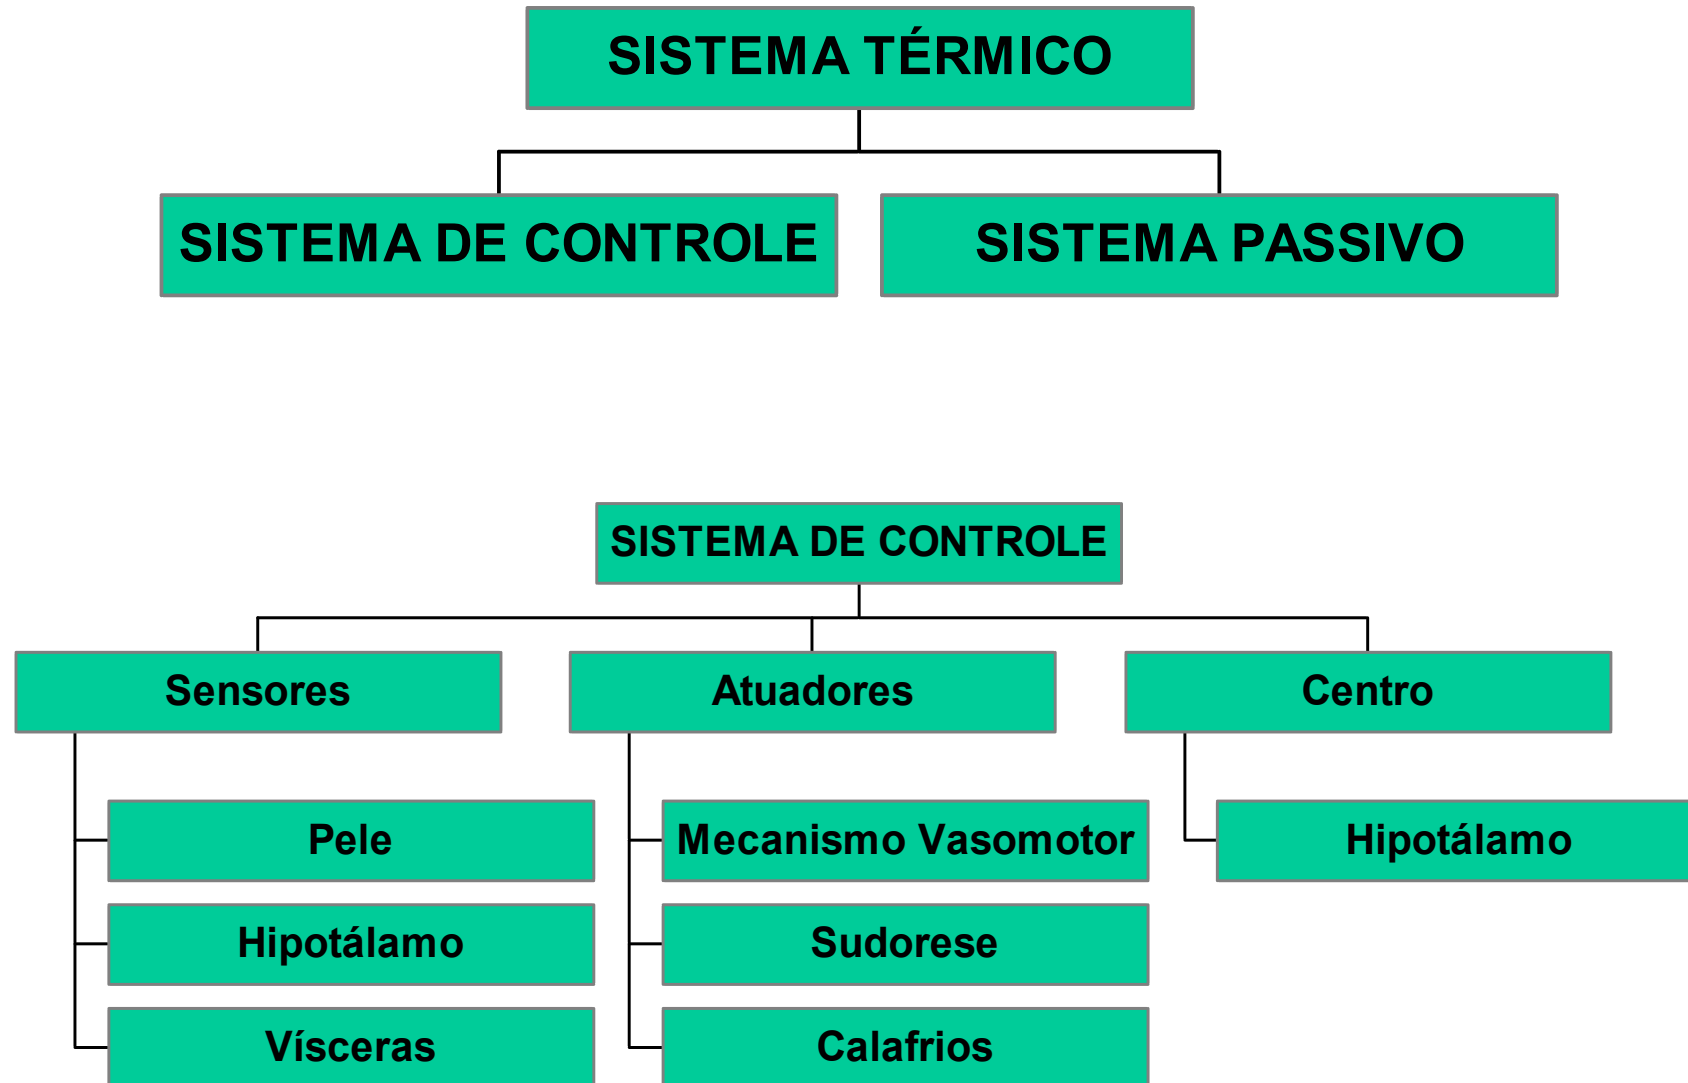 SISTEMA TÉRMICO
SISTEMA DE CONTROLE
SISTEMA PASSIVO
SISTEMA DE CONTROLE
Sensores
Atuadores
Centro
Pele
Mecanismo Vasomotor
Hipotálamo
Hipotálamo
Sudorese
Vísceras
Calafrios